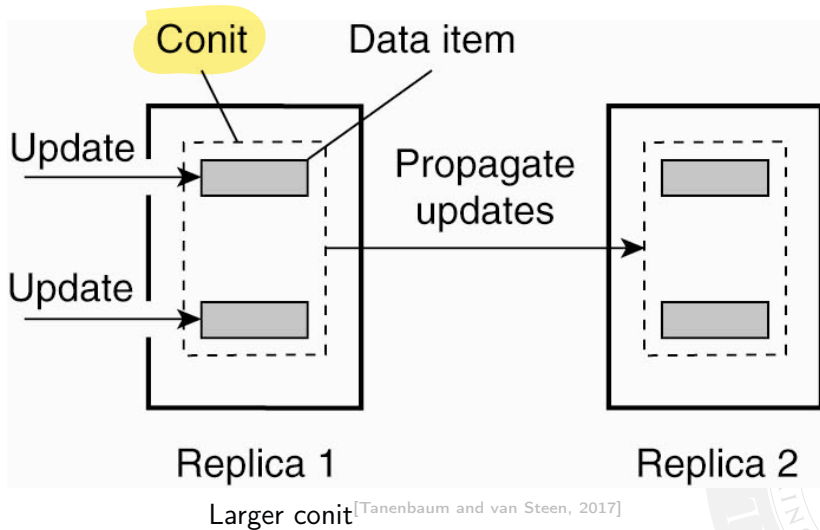 Conit
Data item
Update
Propagate
updates
Update
Replica 1
Replica 2
Larger conit[Tanenbaum and van Steen, 2017]